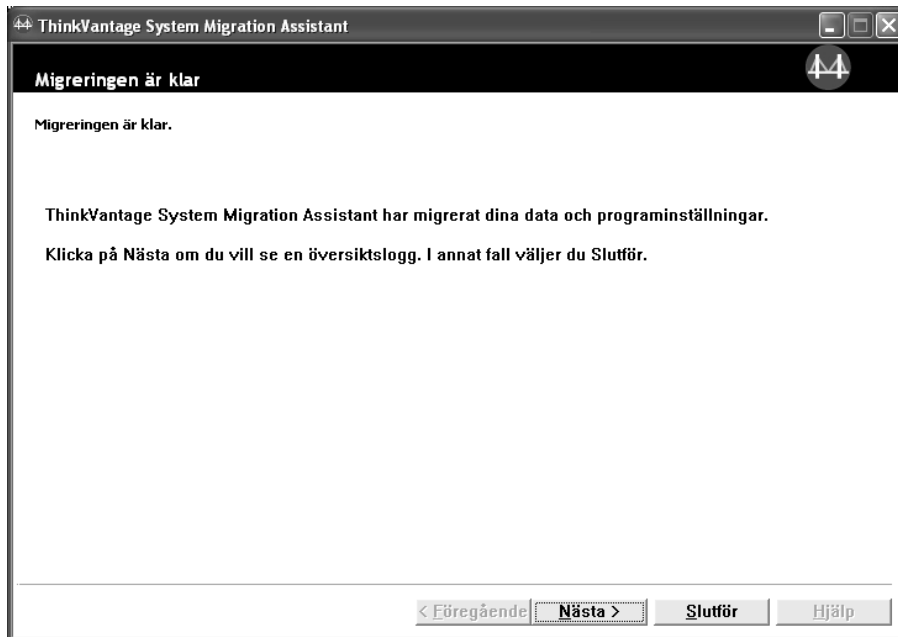 ThinkVantage System Migration Assistant
Migreringen är klar
Migreringen är klar.
ThinkVantage System Migration Assistant har migrerat dina data och programinställningar.
Klicka på Nästa om du vill se en översiktslogg. I annat fall väljer du Slutför.
< Föregående Nästa > Slutför Hjälp